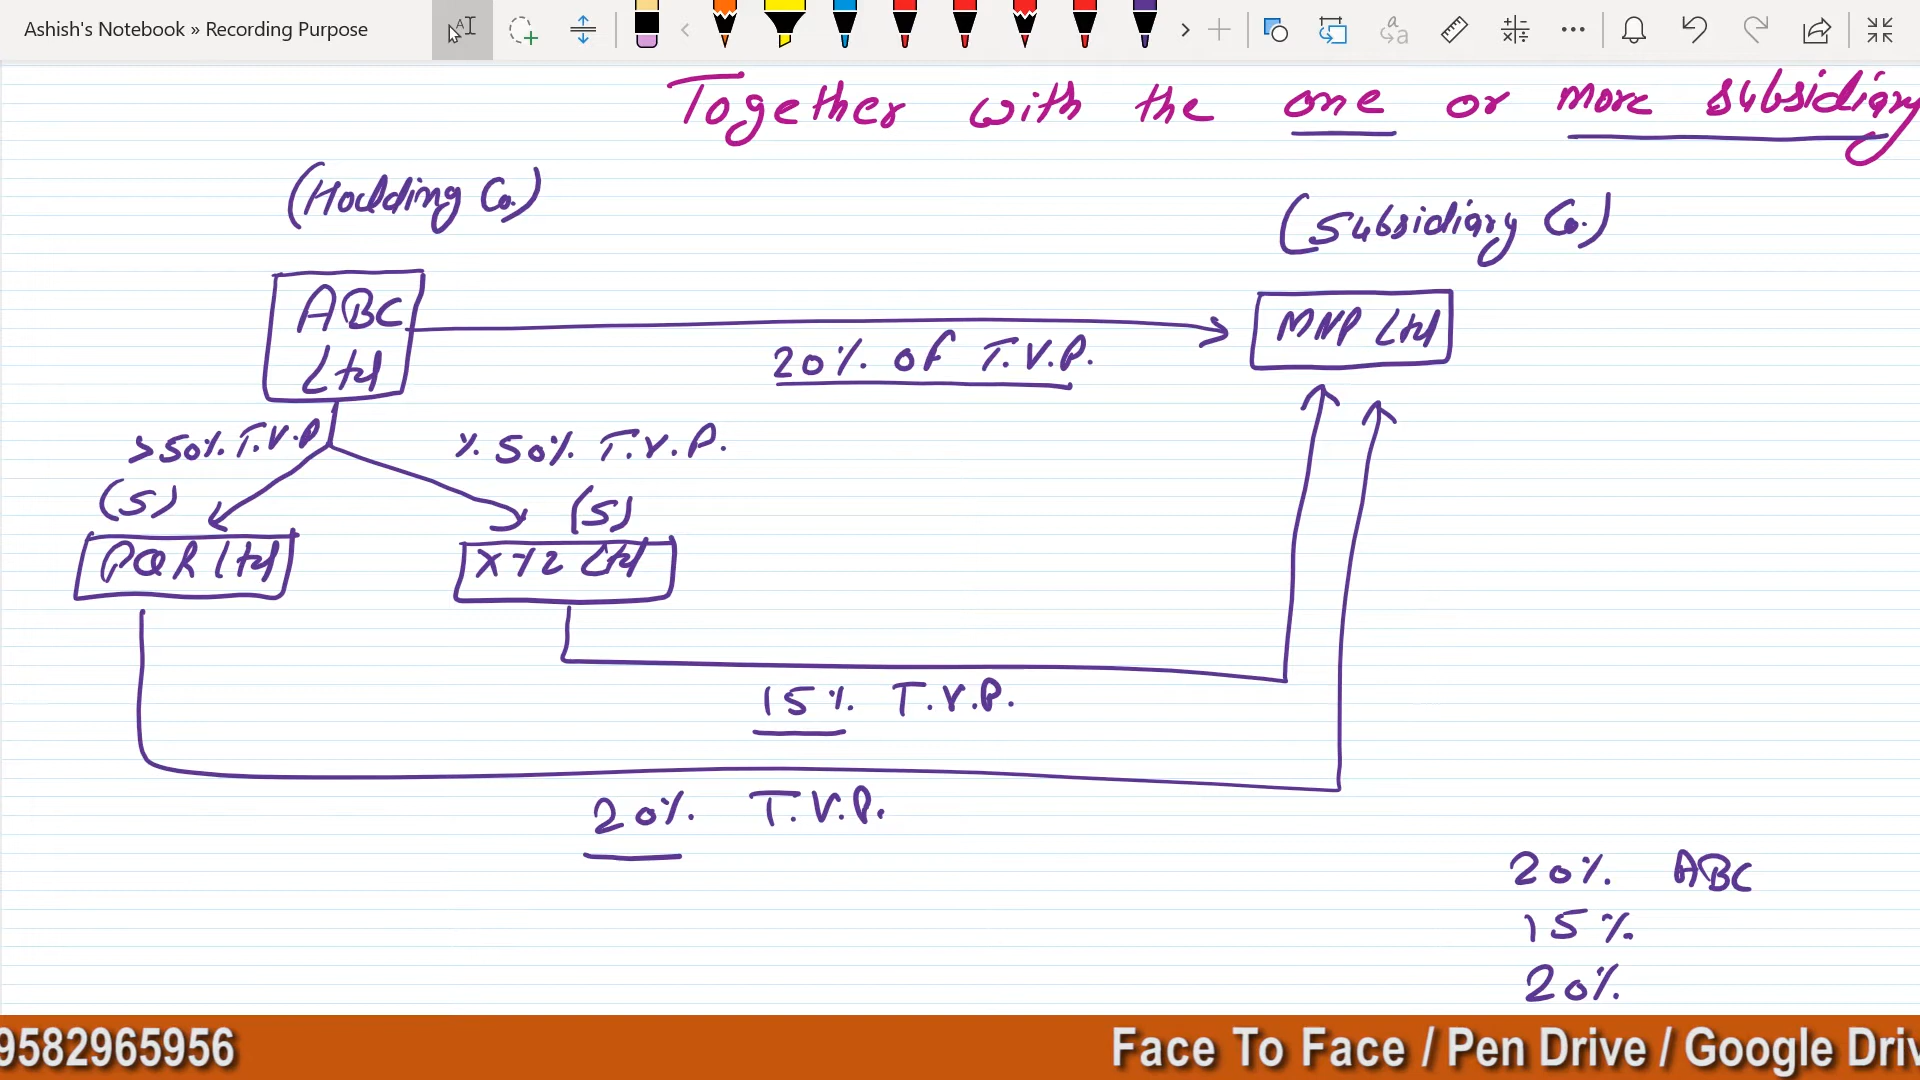 Ashish's Notebook » Recording Purpose
Together with the one or more subsidiary
(Houlding Co.)
(Subsidiary Co.)
ABC Ltd
MNP Ltd
20% of T.V.P.
>50% T.V.P
50% T.V.P.
(S)
(S)
PQR Ltd
XYZ Ltd
15% T.V.P.
20% T.V.P.
20% ABC
15%
20%
9582965956
Face To Face / Pen Drive / Google Driv